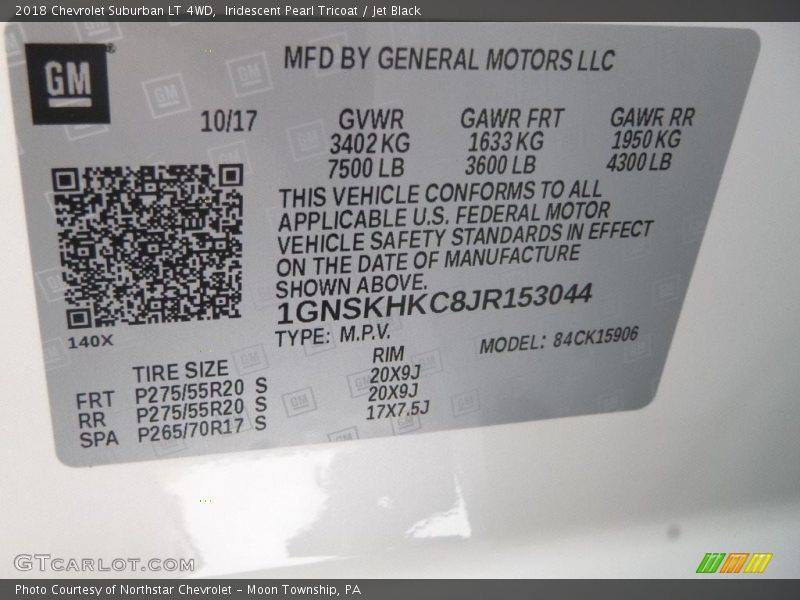 2018 Chevrolet Suburban LT 4WD,  Iridescent Pearl Tricoat / Jet Black
GM
MFD BY GENERAL MOTORS LLC
10/17
GVWR GAWR FRT GAWR RR
3402 KG 1633 KG 1950 KG
7500 LB 3600 LB 4300 LB
THIS VEHICLE CONFORMS TO ALL
APPLICABLE U.S. FEDERAL MOTOR
VEHICLE SAFETY STANDARDS IN EFFECT
ON THE DATE OF MANUFACTURE
SHOWN ABOVE.
1GNSKHKC8JR153044
140X
TYPE: M.P.V. MODEL: 84CK15906
TIRE SIZE RIM
FRT P275/55R20 S 20X9J
RR P275/55R20 S 20X9J
SPA P265/70R17 S 17X7.5J
GTCARLOT.COM
Photo Courtesy of Northstar Chevrolet - Moon Township, PA